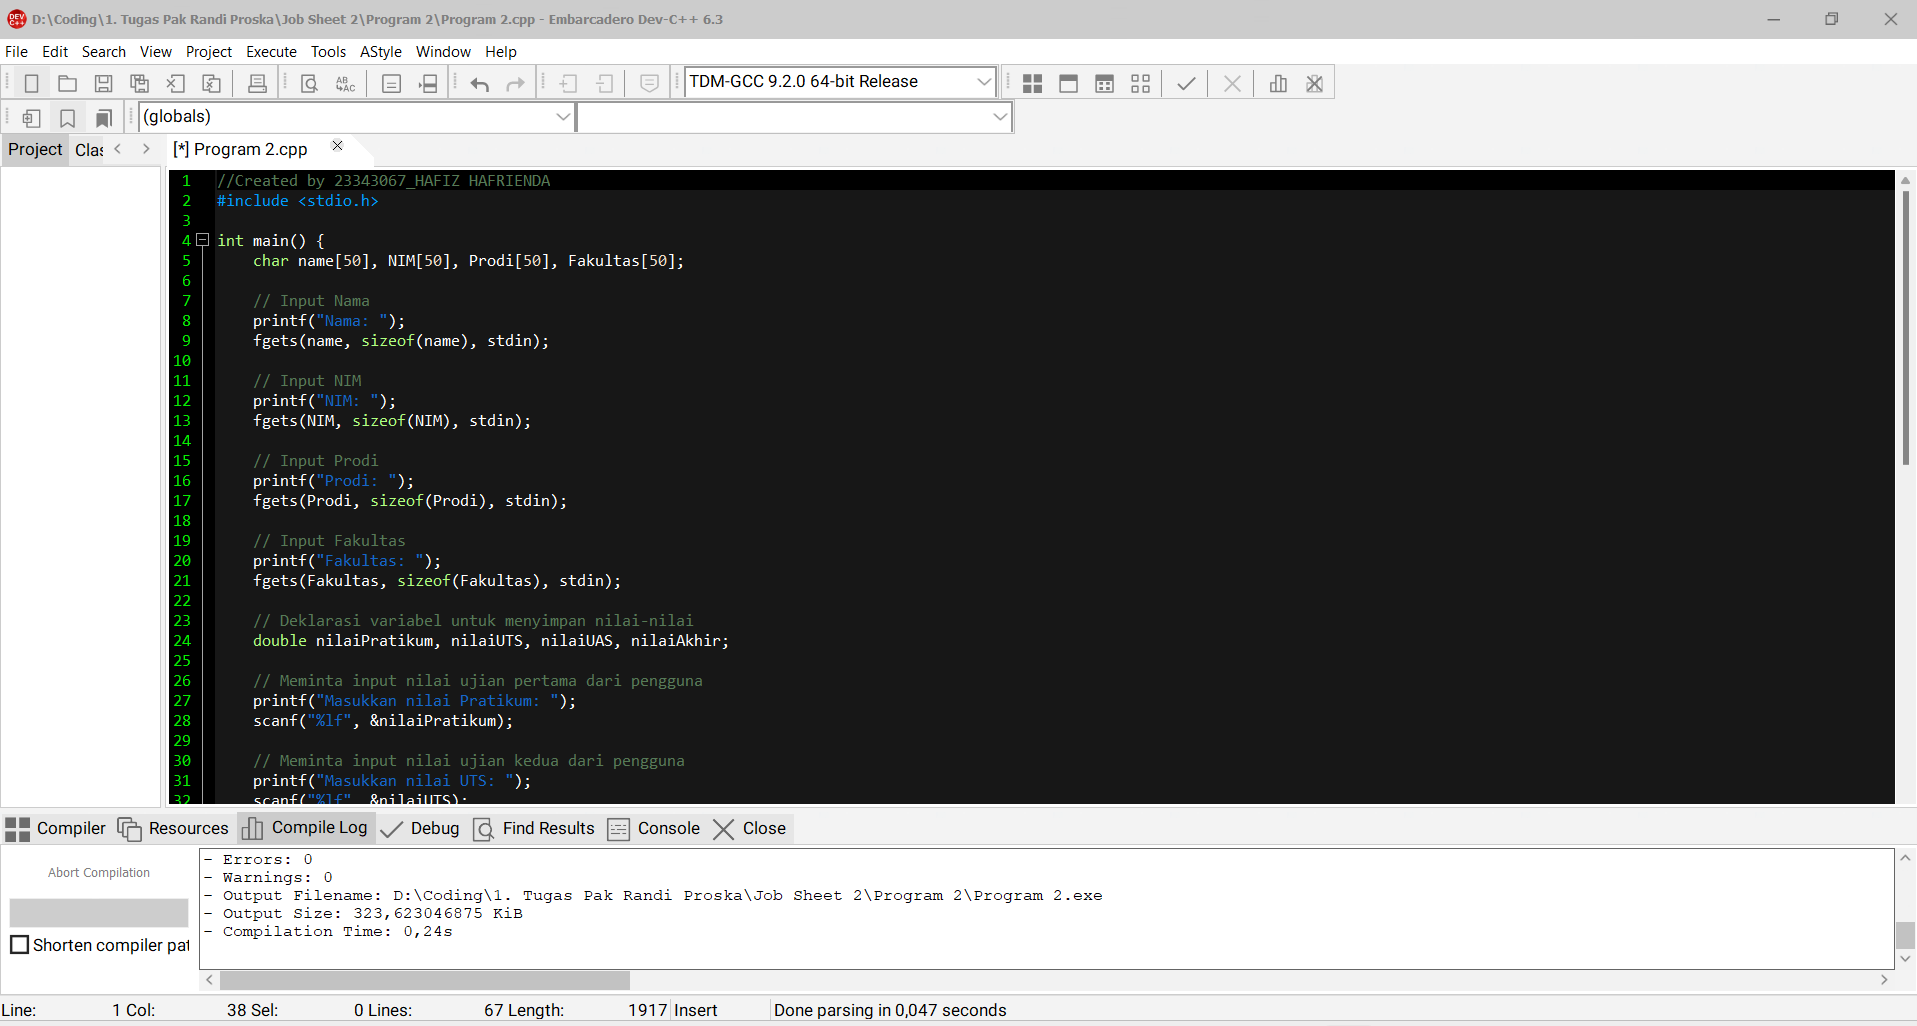 D:\Coding\1. Tugas Pak Randi Proska\Job Sheet 2\Program 2\Program 2.cpp - Embarcadero Dev-C++ 6.3
File Edit Search View Project Execute Tools AStyle Window Help
TDM-GCC 9.2.0 64-bit Release
(globals)
Project Clas [*] Program 2.cpp
1 //Created by 23343067_HAFIZ HAFRIENDA
2 #include <stdio.h>
3
4 int main() {
5 char name[50], NIM[50], Prodi[50], Fakultas[50];
6
7 // Input Nama
8 printf("Nama: ");
9 fgets(name, sizeof(name), stdin);
10
11 // Input NIM
12 printf("NIM: ");
13 fgets(NIM, sizeof(NIM), stdin);
14
15 // Input Prodi
16 printf("Prodi: ");
17 fgets(Prodi, sizeof(Prodi), stdin);
18
19 // Input Fakultas
20 printf("Fakultas: ");
21 fgets(Fakultas, sizeof(Fakultas), stdin);
22
23 // Deklarasi variabel untuk menyimpan nilai-nilai
24 double nilaiPratikum, nilaiUTS, nilaiUAS, nilaiAkhir;
25
26 // Meminta input nilai ujian pertama dari pengguna
27 printf("Masukkan nilai Pratikum: ");
28 scanf("%lf", &nilaiPratikum);
29
30 // Meminta input nilai ujian kedua dari pengguna
31 printf("Masukkan nilai UTS: ");
32 scanf("%lf", &nilaiUTS);
Compiler Resources Compile Log Debug Find Results Console Close
Abort Compilation
Shorten compiler pat
- Errors: 0
- Warnings: 0
- Output Filename: D:\Coding\1. Tugas Pak Randi Proska\Job Sheet 2\Program 2\Program 2.exe
- Output Size: 323,623046875 KiB
- Compilation Time: 0,24s
Line: 1 Col: 38 Sel: 0 Lines: 67 Length: 1917 Insert Done parsing in 0,047 seconds